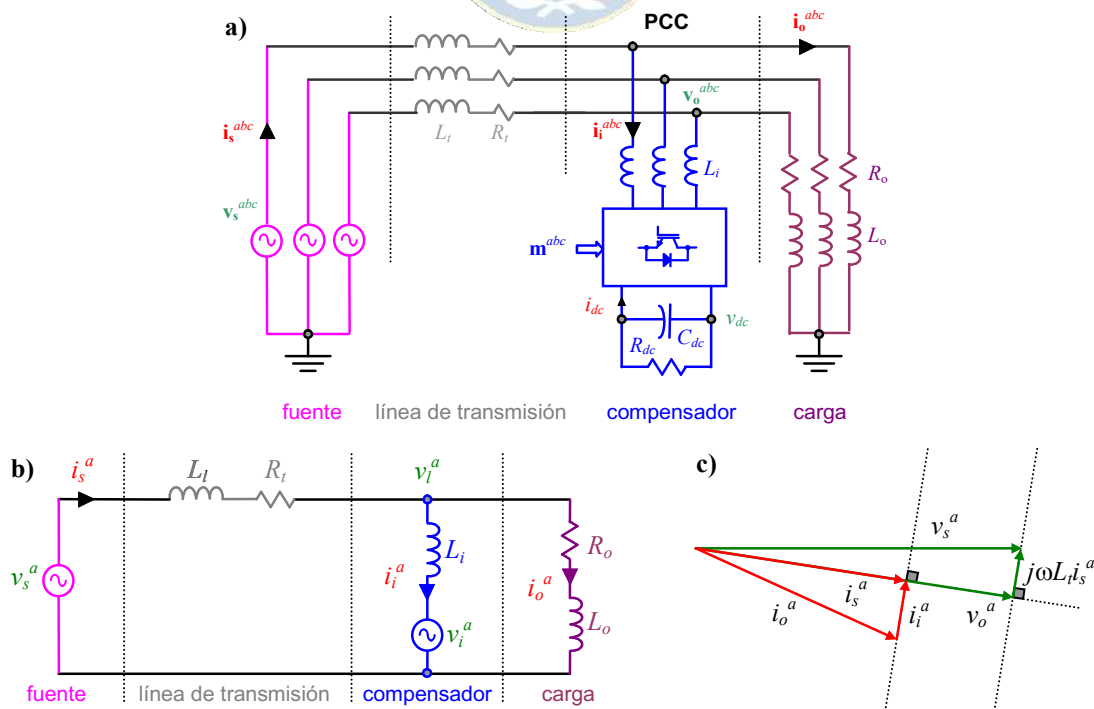 a)
PCC
i_o^abc
v_o^abc
i_s^abc
L_t
R_t
i_i^abc
L_i
R_o
v_s^abc
L_o
m^abc
i_dc
v_dc
C_dc
R_dc
fuente
línea de transmisión
compensador
carga
b)
i_s^a
L_l
R_t
v_l^a
L_i
R_o
v_s^a
i_i^a
i_o^a
v_i^a
L_o
fuente
línea de transmisión
compensador
carga
c)
v_s^a
i_s^a
i_o^a
i_i^a
v_o^a
jωL_l i_s^a